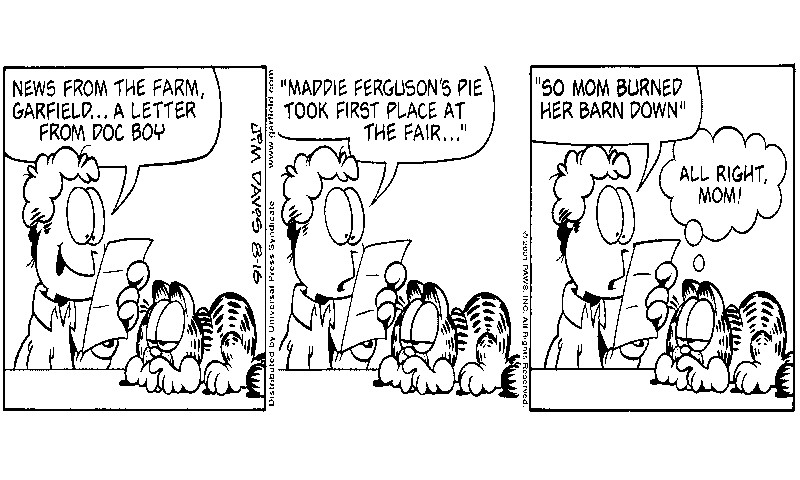 NEWS FROM THE FARM,
GARFIELD... A LETTER
FROM DOC BOY
JIM DAVIS 8-16
www.garfield.com
Distributed by Universal Press Syndicate
"MADDIE FERGUSON'S PIE
TOOK FIRST PLACE AT
THE FAIR..."
© 2001 PAWS, INC. All Rights Reserved.
"SO MOM BURNED
HER BARN DOWN"
ALL RIGHT,
MOM!